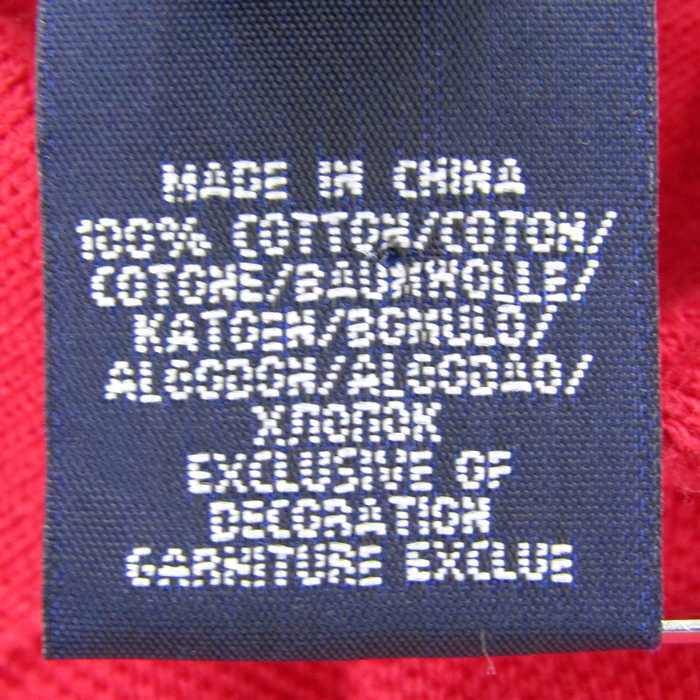 MADE IN CHINA
100% COTTON/COTON/
COTONE/BAUMWOLLE/
KATOEN/BOMULD/
ALGODON/ALGODAO/
ХЛОПОК
EXCLUSIVE OF
DECORATION
GARNITURE EXCLUE